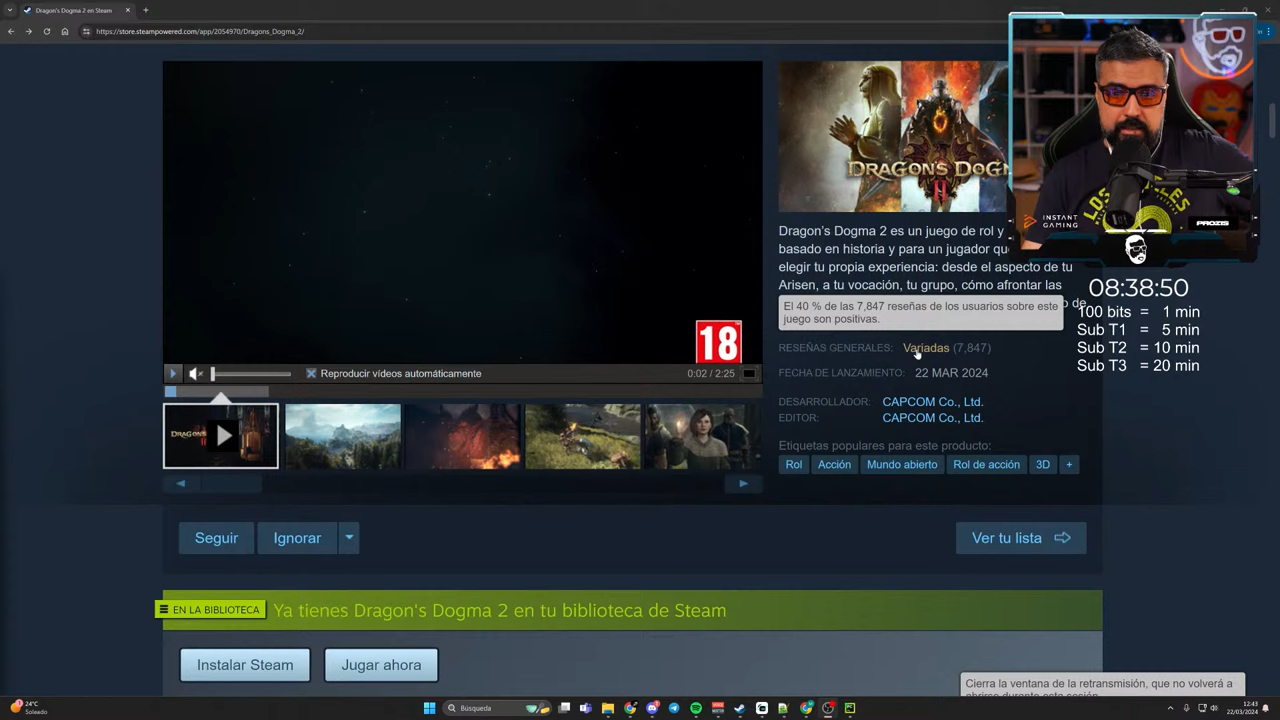 Dragon's Dogma 2 en Steam
https://store.steampowered.com/app/2054970/Dragons_Dogma_2/
DRAGON'S DOGM
Dragon's Dogma 2 es un juego de rol y
basado en historia y para un jugador qu
elegir tu propia experiencia: desde el aspecto de tu
Arisen, a tu vocación, tu grupo, cómo afrontar las
de
El 40 % de las 7,847 reseñas de los usuarios sobre este
juego son positivas.
RESEÑAS GENERALES: Variadas (7,847)
FECHA DE LANZAMIENTO: 22 MAR 2024
DESARROLLADOR: CAPCOM Co., Ltd.
EDITOR: CAPCOM Co., Ltd.
Etiquetas populares para este producto:
Rol Acción Mundo abierto Rol de acción 3D +
18
Reproducir vídeos automáticamente 0:02 / 2:25
INSTANT GAMING
PROZIS
08:38:50
100 bits = 1 min
Sub T1 = 5 min
Sub T2 = 10 min
Sub T3 = 20 min
Seguir Ignorar Ver tu lista
EN LA BIBLIOTECA Ya tienes Dragon's Dogma 2 en tu biblioteca de Steam
Instalar Steam Jugar ahora
Cierra la ventana de la retransmisión, que no volverá a
24°C
Soleado
Búsqueda
12:43
22/03/2024